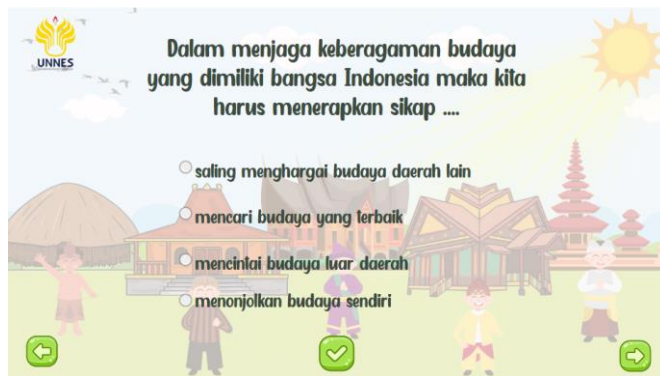 UNNES
Dalam menjaga keberagaman budaya
yang dimiliki bangsa Indonesia maka kita
harus menerapkan sikap ....
saling menghargai budaya daerah lain
mencari budaya yang terbaik
mencintai budaya luar daerah
menonjolkan budaya sendiri